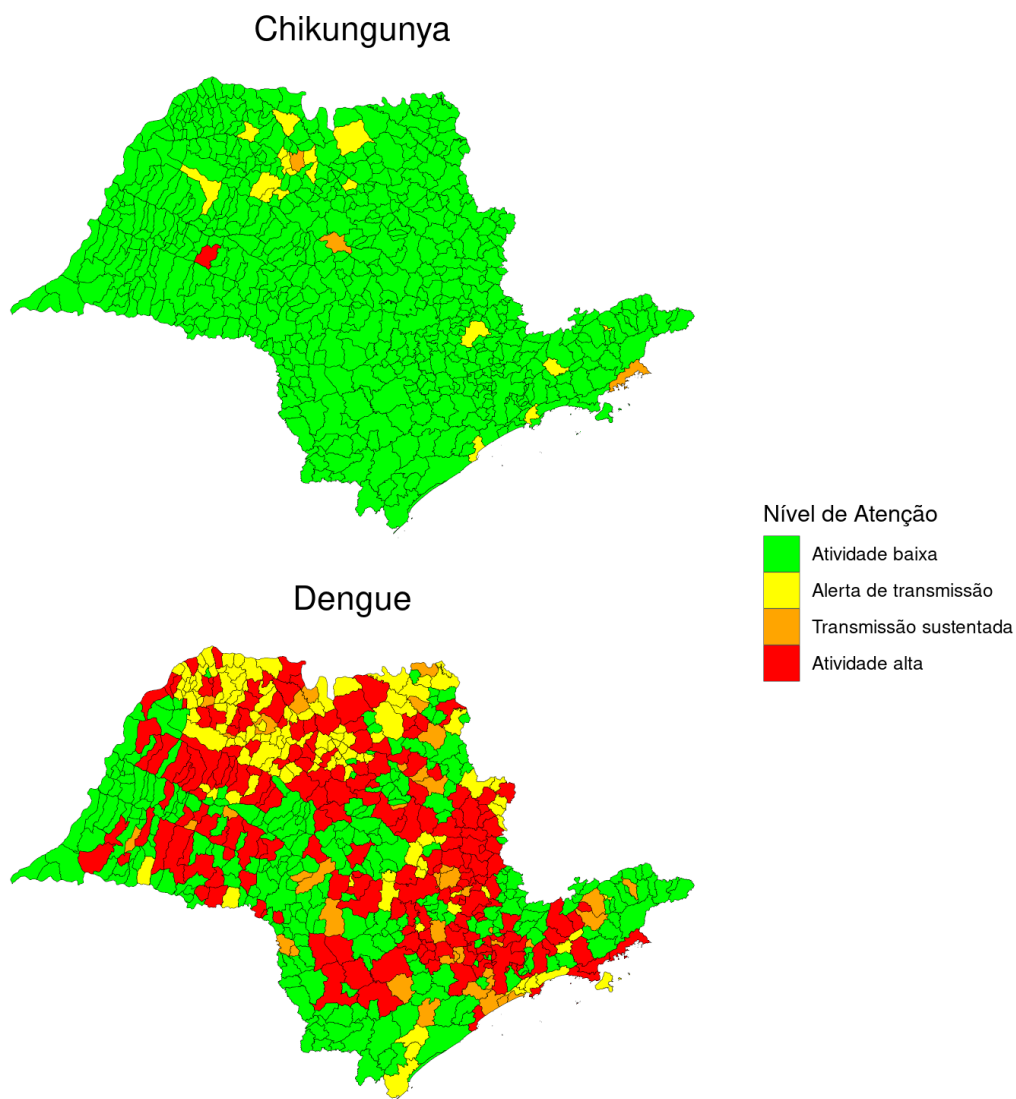 Chikungunya
Nível de Atenção
Atividade baixa
Alerta de transmissão
Transmissão sustentada
Atividade alta
Dengue